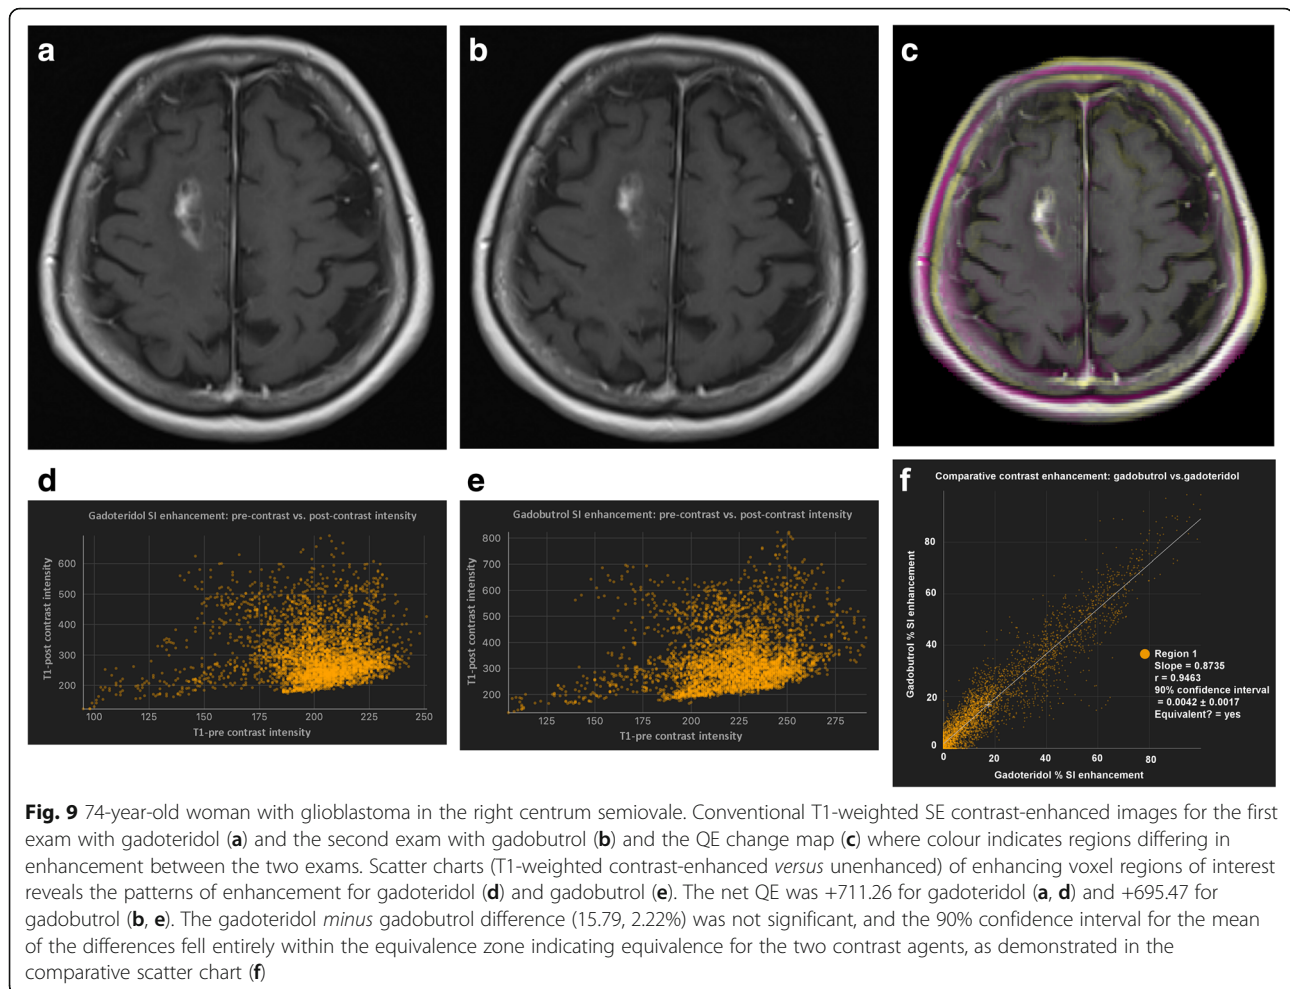 a
b
c
d
Gadoteridol SI enhancement: pre-contrast vs. post-contrast intensity
T1-post contrast intensity
600
500
400
300
200
100
150
200
250
T1-pre contrast intensity
e
Gadobutrol SI enhancement: pre-contrast vs. post-contrast intensity
T1-post contrast intensity
800
700
600
500
400
300
200
125
150
175
200
225
250
275
T1-pre contrast intensity
f
Comparative contrast enhancement: gadobutrol vs.gadoteridol
Gadobutrol % SI enhancement
80
60
40
20
0
0
20
40
60
80
Gadoteridol % SI enhancement
Region 1
Slope = 0.8735
r = 0.9463
90% confidence interval
= 0.0042 ± 0.0017
Equivalent? = yes
Fig. 9 74-year-old woman with glioblastoma in the right centrum semiovale. Conventional T1-weighted SE contrast-enhanced images for the first
exam with gadoteridol (a) and the second exam with gadobutrol (b) and the QE change map (c) where colour indicates regions differing in
enhancement between the two exams. Scatter charts (T1-weighted contrast-enhanced versus unenhanced) of enhancing voxel regions of interest
reveals the patterns of enhancement for gadoteridol (d) and gadobutrol (e). The net QE was +711.26 for gadoteridol (a, d) and +695.47 for
gadobutrol (b, e). The gadoteridol minus gadobutrol difference (15.79, 2.22%) was not significant, and the 90% confidence interval for the mean
of the differences fell entirely within the equivalence zone indicating equivalence for the two contrast agents, as demonstrated in the
comparative scatter chart (f)